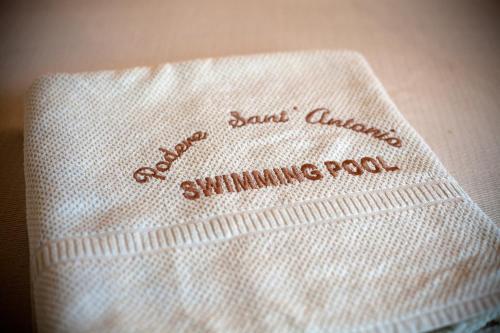 Podere Sant' Antonio
SWIMMING POOL